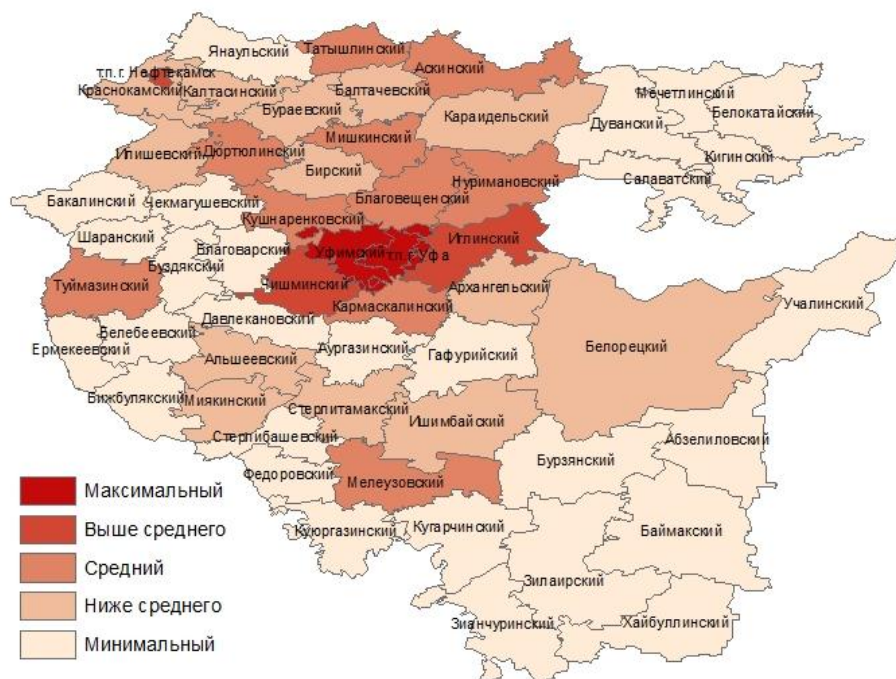 Янаульский
Татышлинский
Аскинский
т.п. г. Нефтекамск
Краснокамский
Калтасинский
Балтачевский
Бураевский
Караидельский
Мечетлинский
Белокатайский
Дуванский
Мишкинский
Илишевский
Дюртюлинский
Бирский
Кигинский
Салаватский
Нуримановский
Благовещенский
Бакалинский
Чекмагушевский
Кушнаренковский
Шаранский
Благоварский
Уфимский
т.п. г. Уфа
Иглинский
Буздякский
Туймазинский
Чишминский
Архангельский
Кармаскалинский
Учалинский
Давлекановский
Белебеевский
Ермекеевский
Аургазинский
Гафурийский
Белорецкий
Альшеевский
Бижбулякский
Миякинский
Стерлитамакский
Ишимбайский
Стерлибашевский
Абзелиловский
Бурзянский
Федоровский
Мелеузовский
Куюргазинский
Кугарчинский
Баймакский
Зилаирский
Зианчуринский
Хайбуллинский
Максимальный
Выше среднего
Средний
Ниже среднего
Минимальный